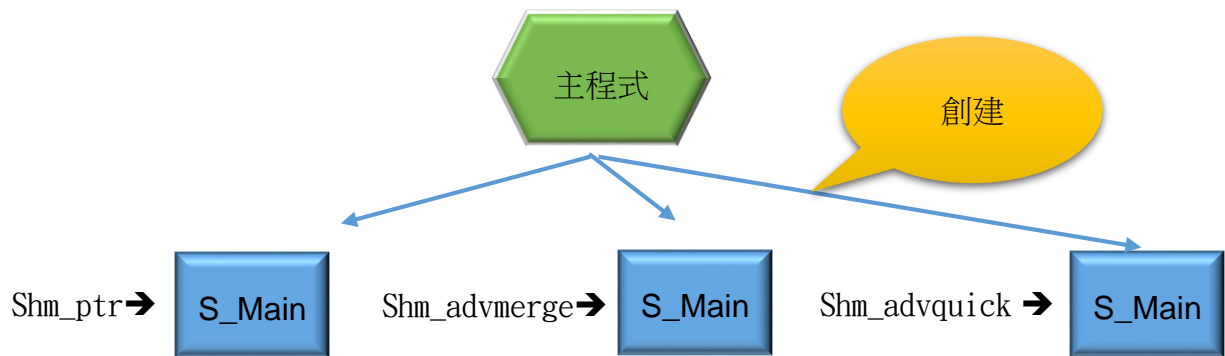 主程式
創建
Shm_ptr➔ S_Main Shm_advmerge➔ S_Main Shm_advquick ➔ S_Main